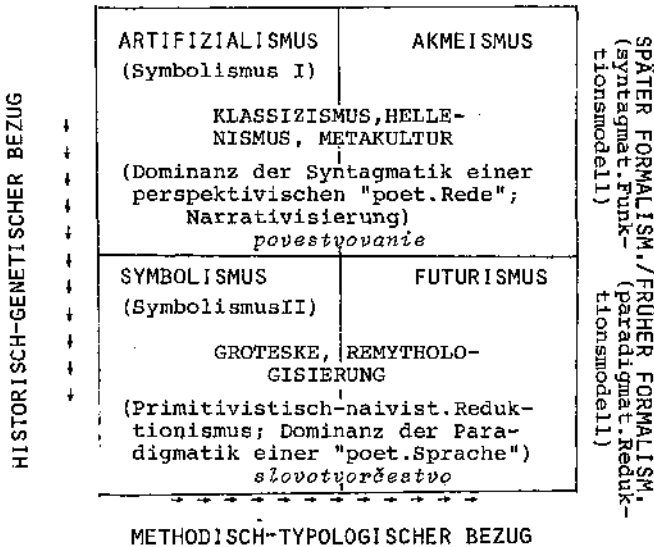 ARTIFIZIALISMUS AKMEISMUS
(Symbolismus I)
KLASSIZISMUS,HELLE-
NISMUS, METAKULTUR
(Dominanz der Syntagmatik einer
perspektivischen "poet.Rede";
Narrativisierung)
povestvovanie
SYMBOLISMUS FUTURISMUS
(SymbolismusII)
GROTESKE, REMYTHOLO-
GISIERUNG
(Primitivistisch-naivist.Reduk-
tionismus; Dominanz der Para-
digmatik einer "poet.Sprache")
slovotvorčestvo
METHODISCH-TYPOLOGISCHER BEZUG
HISTORISCH-GENETISCHER BEZUG
SPÄTER FORMALISM./FRÜHER FORMALISM.
(syntagmat.Funk- (paradigmat.Reduk-
tionsmodell) tionsmodell)